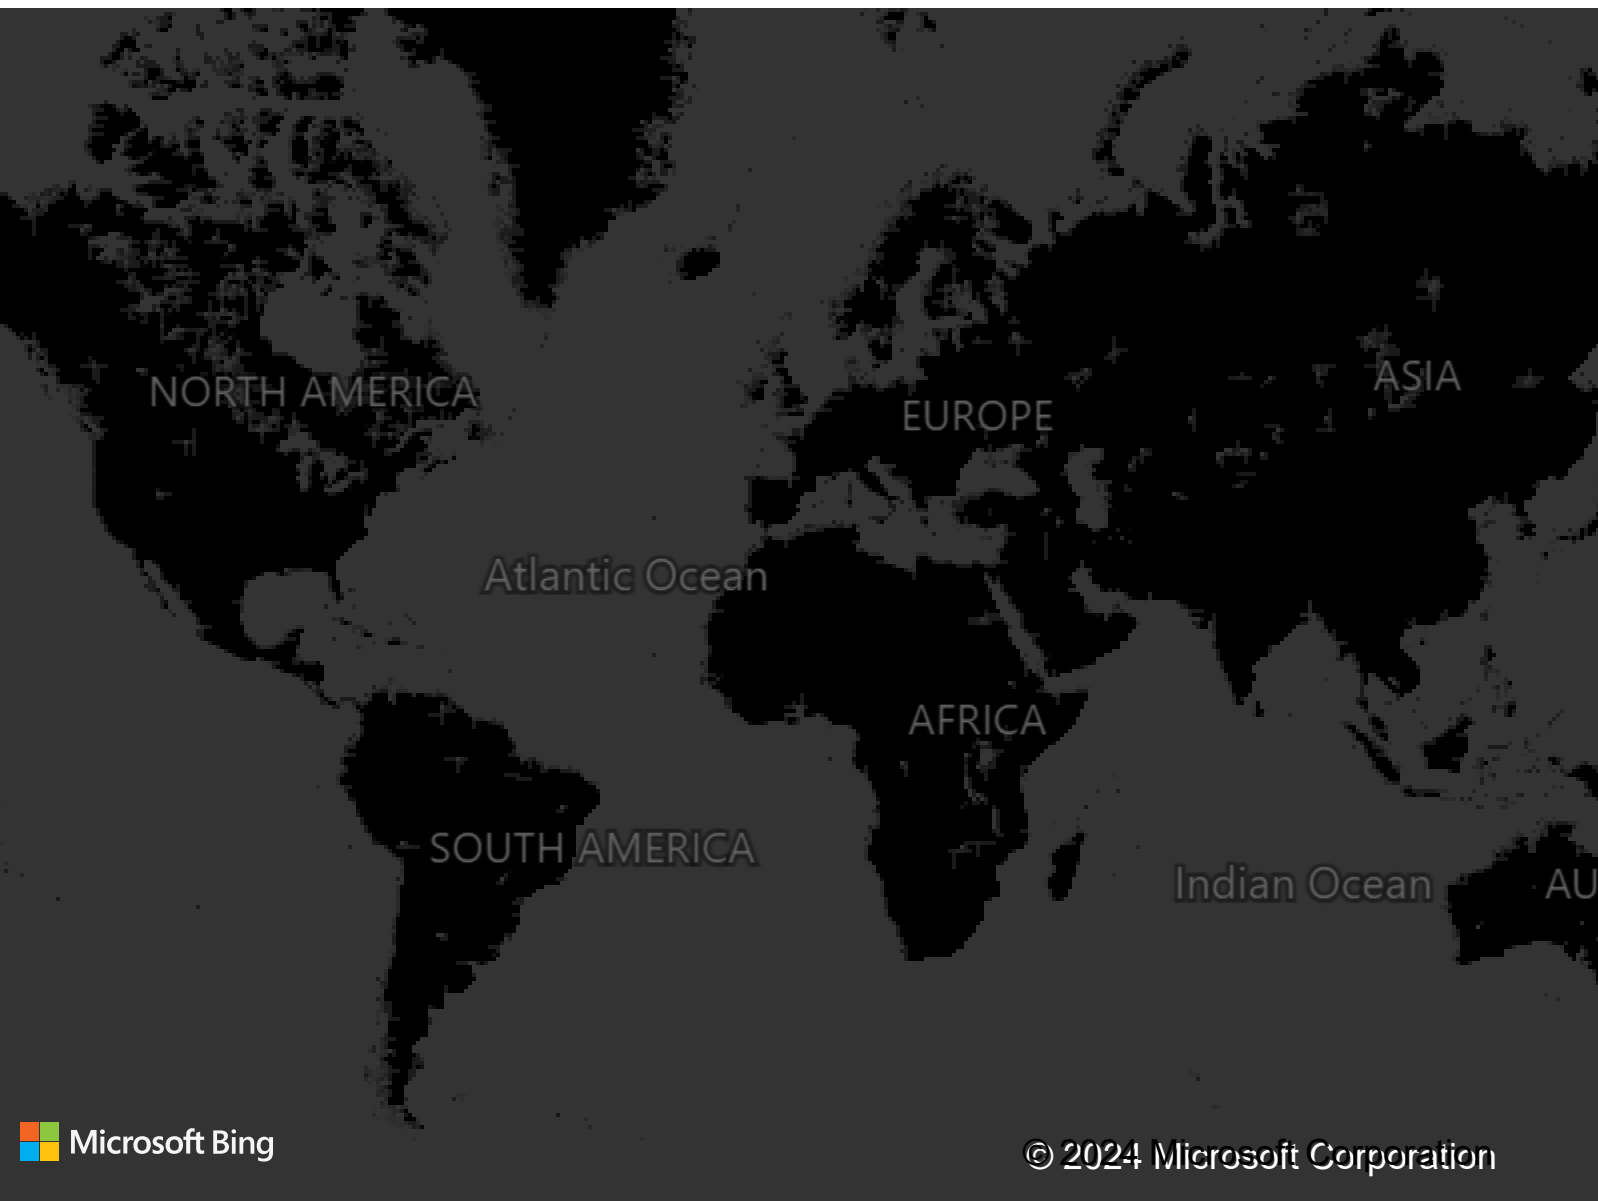 NORTH AMERICA
ASIA
EUROPE
Atlantic Ocean
AFRICA
SOUTH AMERICA
Indian Ocean
AU
Microsoft Bing
© 2024 Microsoft Corporation